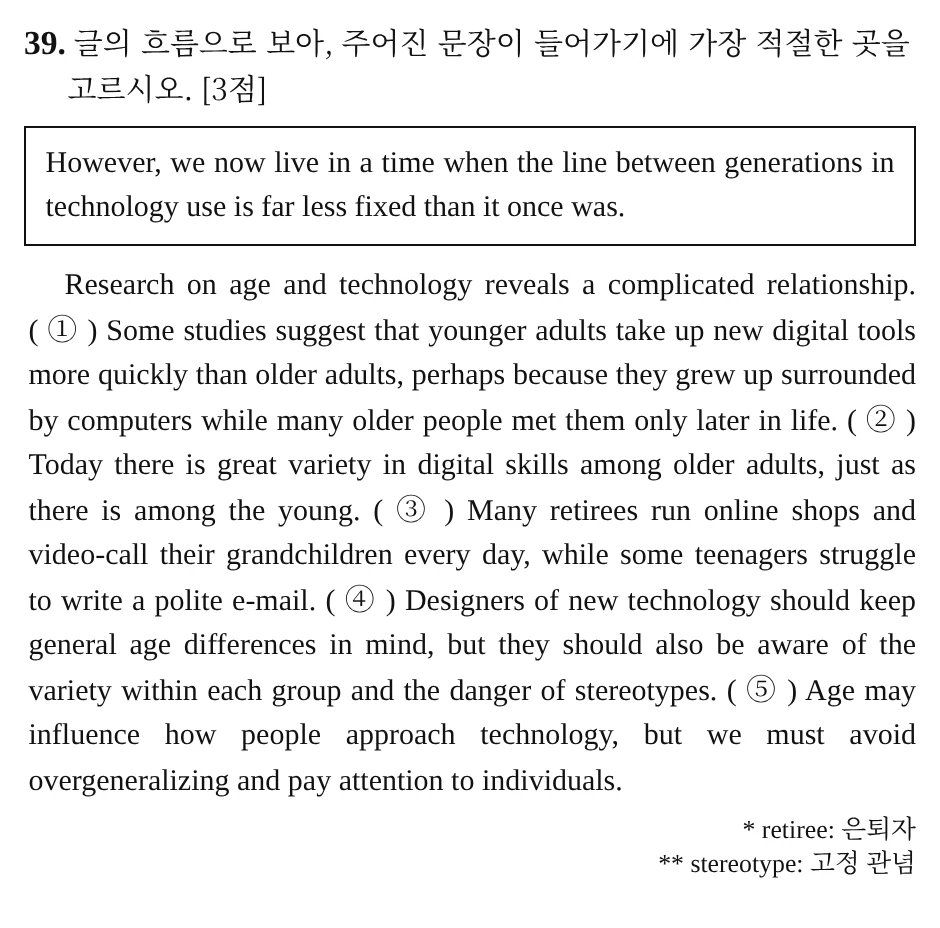 39. 글의 흐름으로 보아, 주어진 문장이 들어가기에 가장 적절한 곳을
고르시오. [3점]
However, we now live in a time when the line between generations in
technology use is far less fixed than it once was.
Research on age and technology reveals a complicated relationship.
( ① ) Some studies suggest that younger adults take up new digital tools
more quickly than older adults, perhaps because they grew up surrounded
by computers while many older people met them only later in life. ( ② )
Today there is great variety in digital skills among older adults, just as
there is among the young. ( ③ ) Many retirees run online shops and
video-call their grandchildren every day, while some teenagers struggle
to write a polite e-mail. ( ④ ) Designers of new technology should keep
general age differences in mind, but they should also be aware of the
variety within each group and the danger of stereotypes. ( ⑤ ) Age may
influence how people approach technology, but we must avoid
overgeneralizing and pay attention to individuals.
* retiree: 은퇴자
** stereotype: 고정 관념